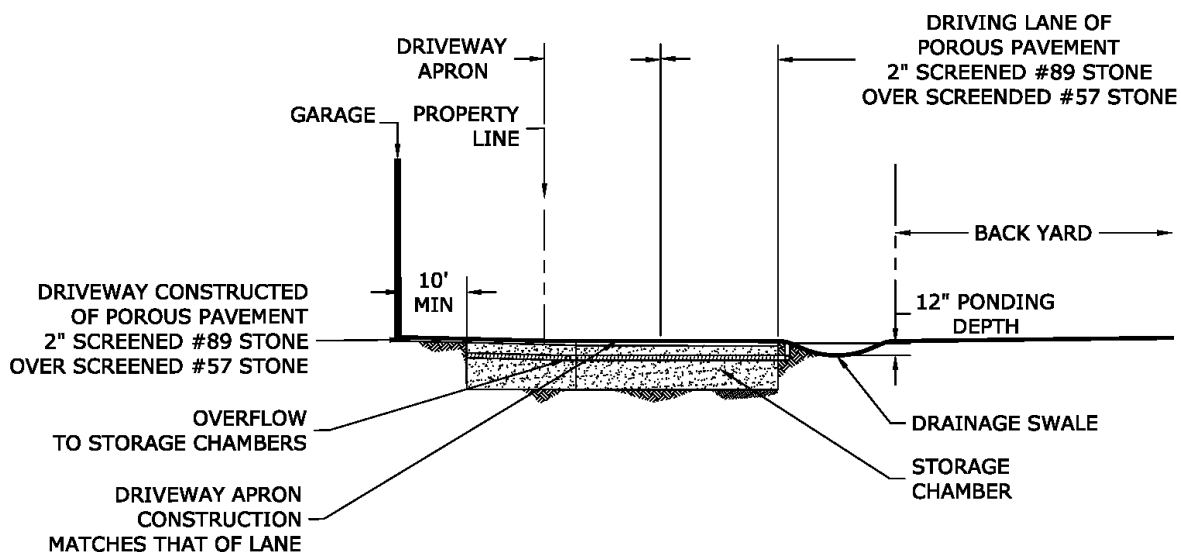 DRIVEWAY
APRON
DRIVING LANE OF
POROUS PAVEMENT
2" SCREENED #89 STONE
OVER SCREENDED #57 STONE
GARAGE
PROPERTY
LINE
BACK YARD
10'
MIN
12" PONDING
DEPTH
DRIVEWAY CONSTRUCTED
OF POROUS PAVEMENT
2" SCREENED #89 STONE
OVER SCREENED #57 STONE
OVERFLOW
TO STORAGE CHAMBERS
DRAINAGE SWALE
STORAGE
CHAMBER
DRIVEWAY APRON
CONSTRUCTION
MATCHES THAT OF LANE